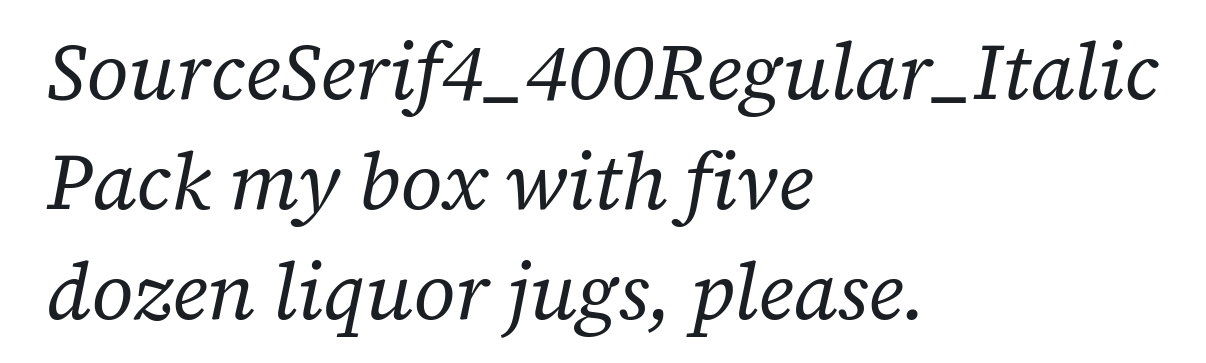 SourceSerif4_400Regular_Italic
Pack my box with five
dozen liquor jugs, please.